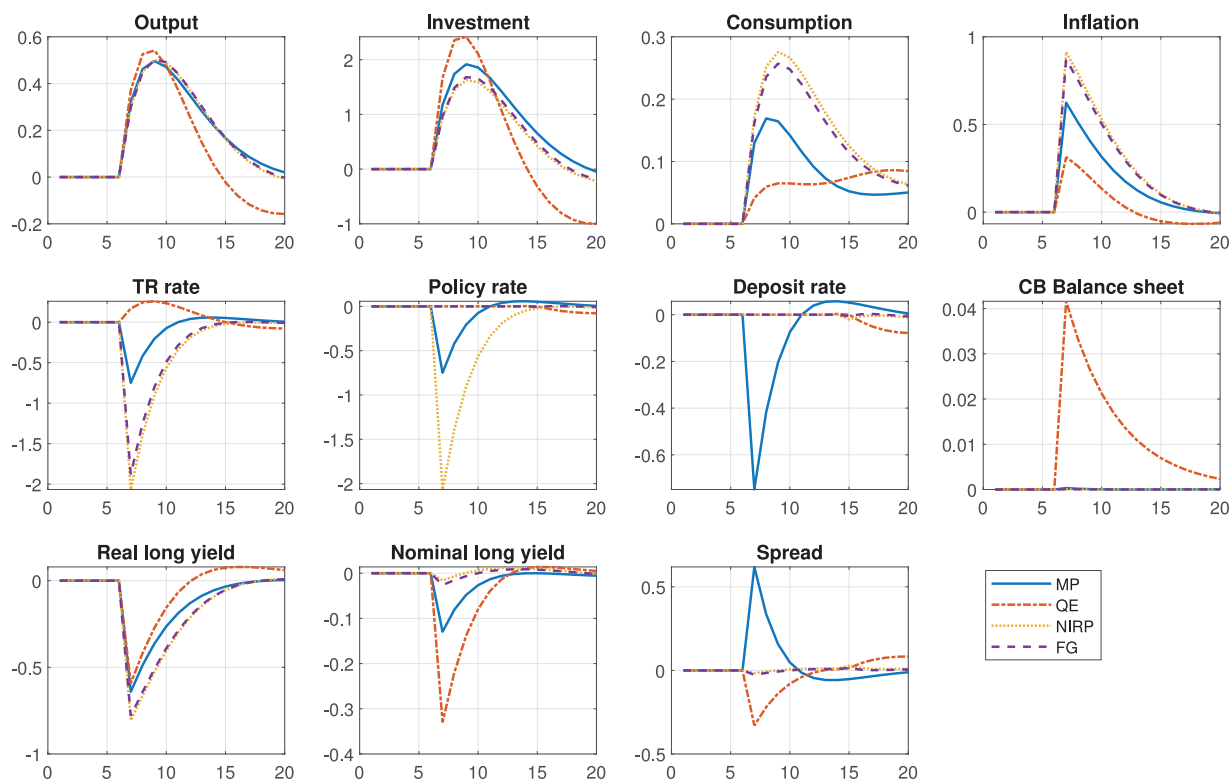 Output
Investment
Consumption
Inflation
0.6
0.4
0.2
0
-0.2
0 5 10 15 20
2
1
0
-1
0 5 10 15 20
0.3
0.2
0.1
0
0 5 10 15 20
1
0.5
0
0 5 10 15 20
TR rate
Policy rate
Deposit rate
CB Balance sheet
0
-0.5
-1
-1.5
-2
0 5 10 15 20
0
-0.5
-1
-1.5
-2
0 5 10 15 20
0
-0.2
-0.4
-0.6
0 5 10 15 20
0.04
0.03
0.02
0.01
0
0 5 10 15 20
Real long yield
Nominal long yield
Spread
0
-0.5
-1
0 5 10 15 20
0
-0.1
-0.2
-0.3
-0.4
0 5 10 15 20
0.5
0
-0.5
0 5 10 15 20
MP
QE
NIRP
FG